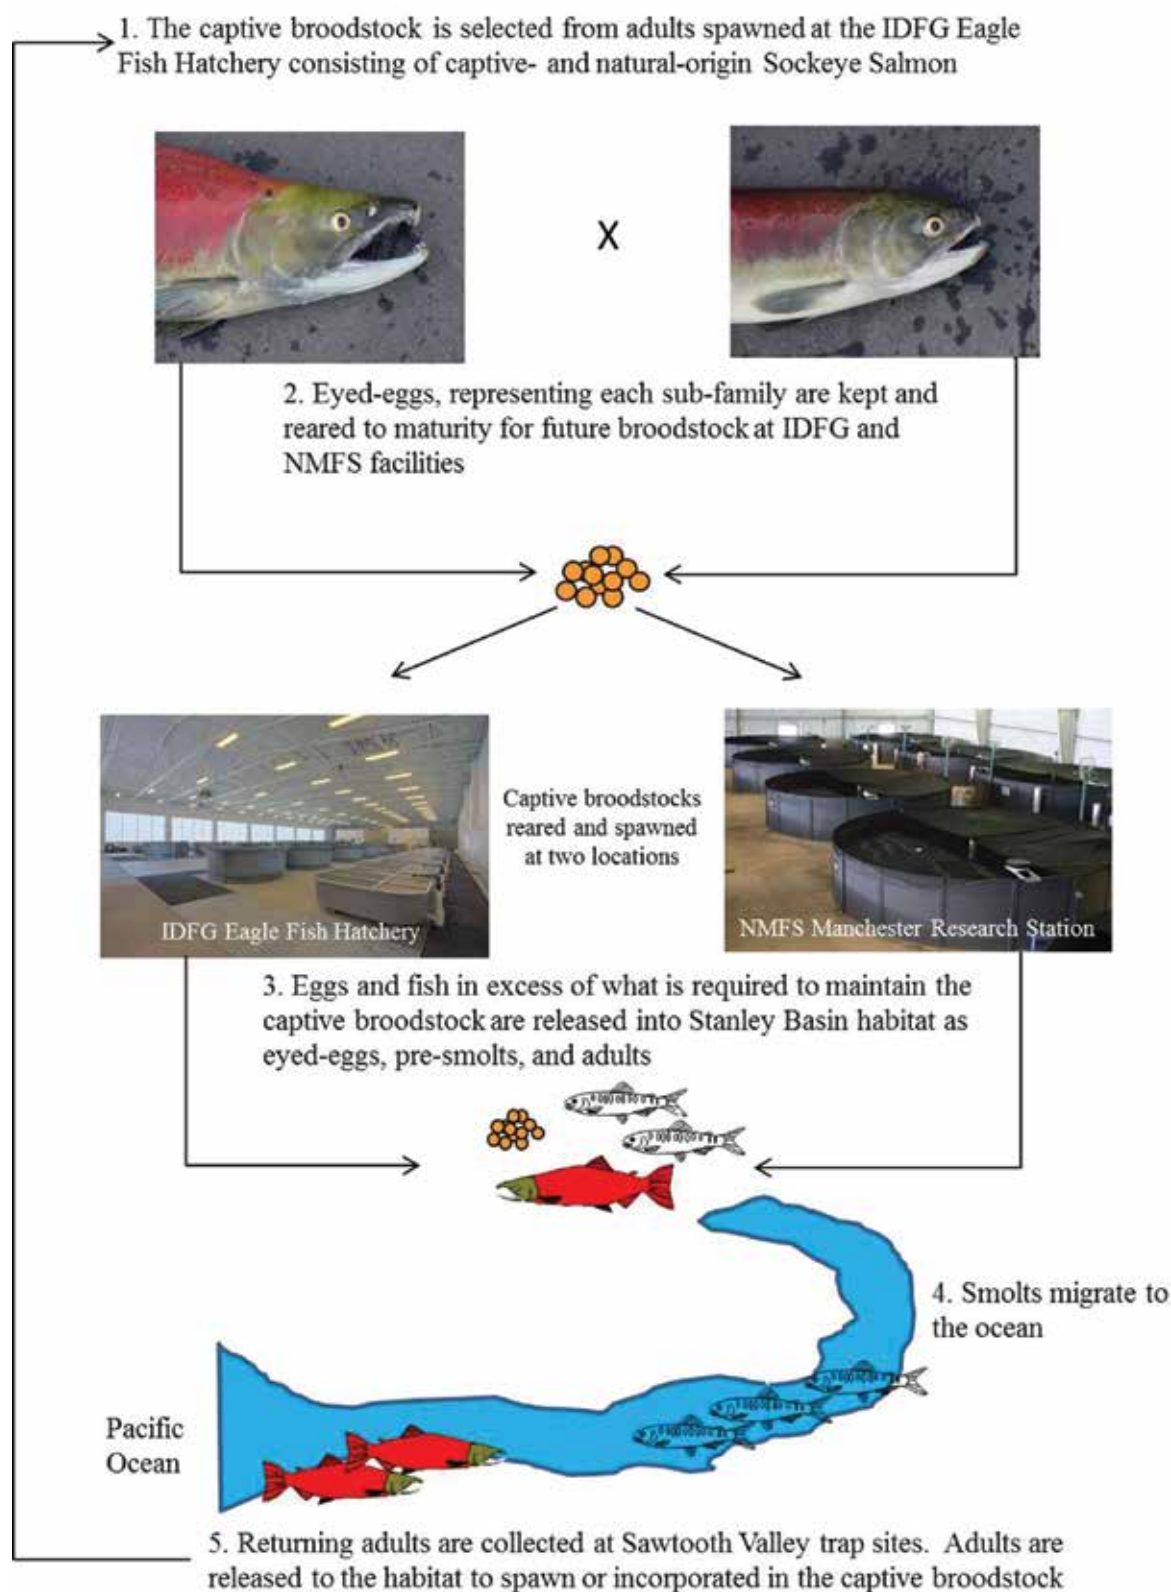 1. The captive broodstock is selected from adults spawned at the IDFG Eagle
Fish Hatchery consisting of captive- and natural-origin Sockeye Salmon
X
2. Eyed-eggs, representing each sub-family are kept and
reared to maturity for future broodstock at IDFG and
NMFS facilities
Captive broodstocks
reared and spawned
at two locations
IDFG Eagle Fish Hatchery
NMFS Manchester Research Station
3. Eggs and fish in excess of what is required to maintain the
captive broodstock are released into Stanley Basin habitat as
eyed-eggs, pre-smolts, and adults
4. Smolts migrate to
the ocean
Pacific
Ocean
5. Returning adults are collected at Sawtooth Valley trap sites. Adults are
released to the habitat to spawn or incorporated in the captive broodstock